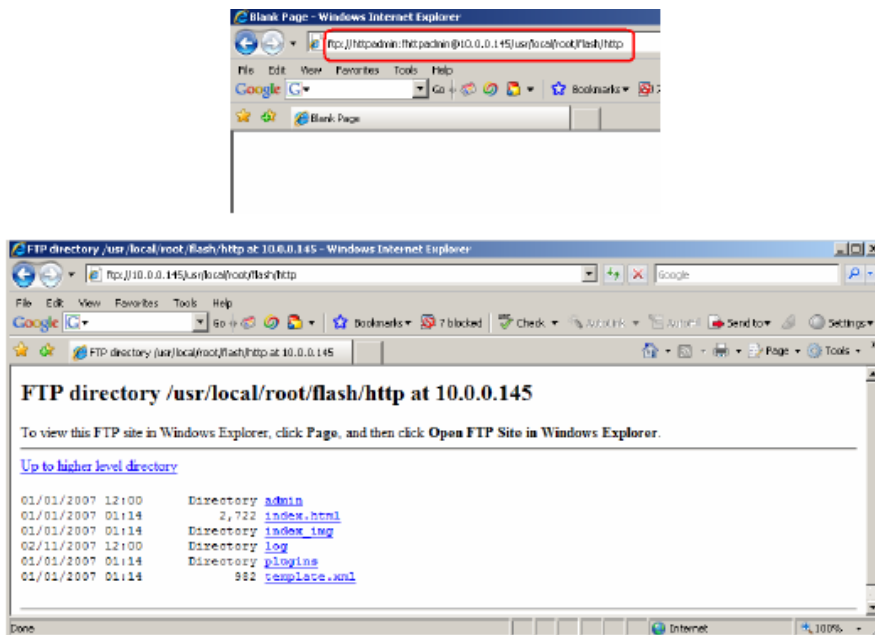 Blank Page - Windows Internet Explorer
ftp://httpadmin:fhttpadmin@10.0.0.145/usr/local/root/flash/http
File Edit View Favorites Tools Help
Google G Go Bookmarks 7
Blank Page
FTP directory /usr/local/root/flash/http at 10.0.0.145 - Windows Internet Explorer
ftp://10.0.0.145/usr/local/root/flash/http Google
File Edit View Favorites Tools Help
Google G Go Bookmarks 7 blocked Check AutoLink AutoFill Send to Settings
FTP directory /usr/local/root/flash/http at 10.0.0.145 Page Tools
FTP directory /usr/local/root/flash/http at 10.0.0.145
To view this FTP site in Windows Explorer, click Page, and then click Open FTP Site in Windows Explorer.
Up to higher level directory
01/01/2007 12:00 Directory admin
01/01/2007 01:14 2,722 index.html
01/01/2007 01:14 Directory index_img
02/11/2007 12:00 Directory log
01/01/2007 01:14 Directory plugins
01/01/2007 01:14 982 template.xml
Done Internet 100%